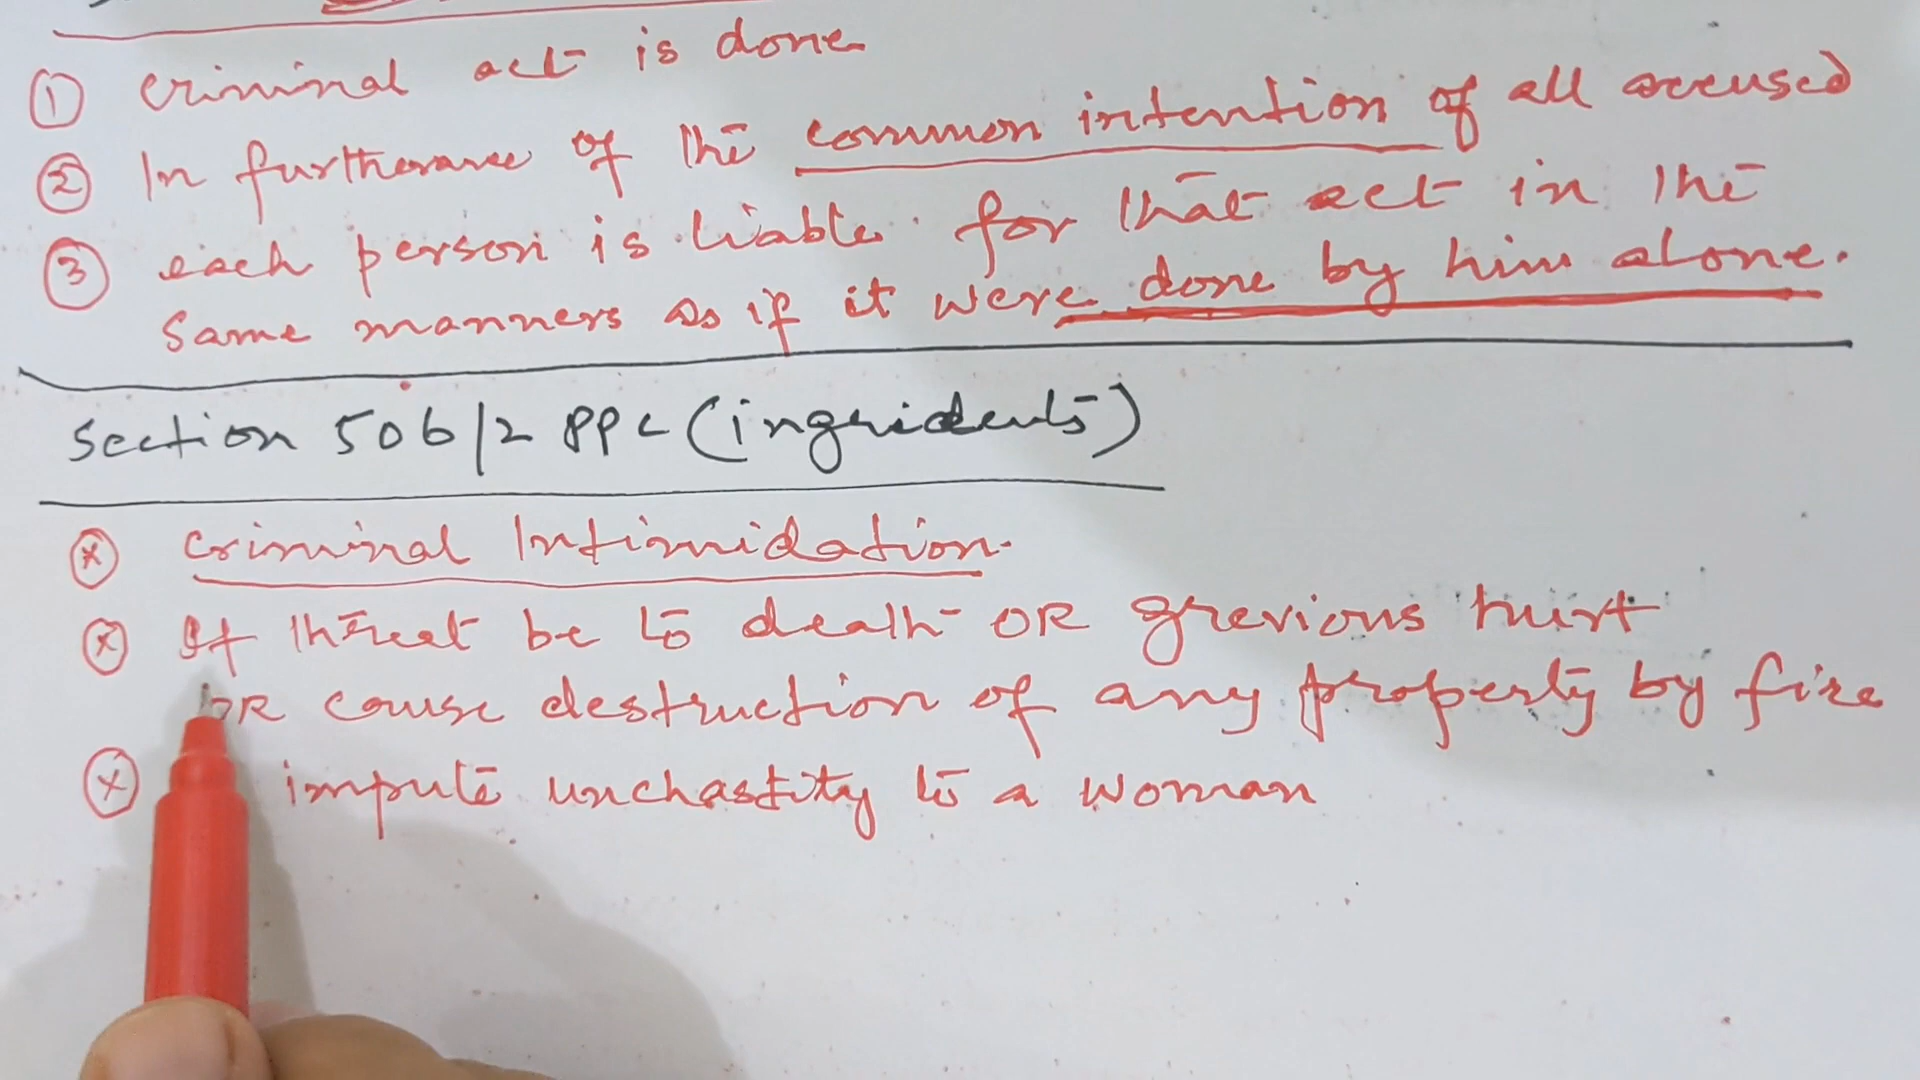 ① criminal act is done
② In furtherance of the common intention of all accused
③ each person is liable for that act in the
same manners as if it were done by him alone.
Section 506/2 PPC (ingridents)
criminal Intimidation.
If threat be to death OR grevious hurt
OR cause destruction of any property by fire
impute unchastity to a woman